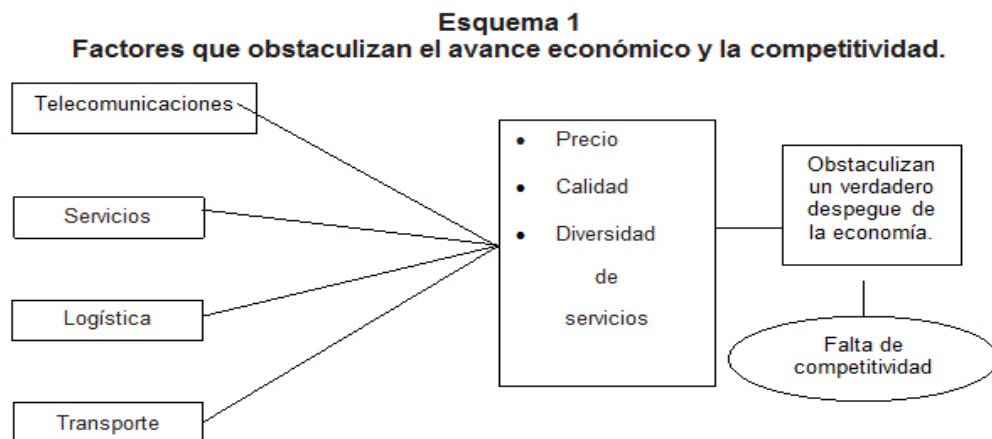 Esquema 1
Factores que obstaculizan el avance económico y la competitividad.
Telecomunicaciones
Servicios
Logística
Transporte
• Precio
• Calidad
• Diversidad
de
servicios
Obstaculizan
un verdadero
despegue de
la economía.
Falta de
competitividad